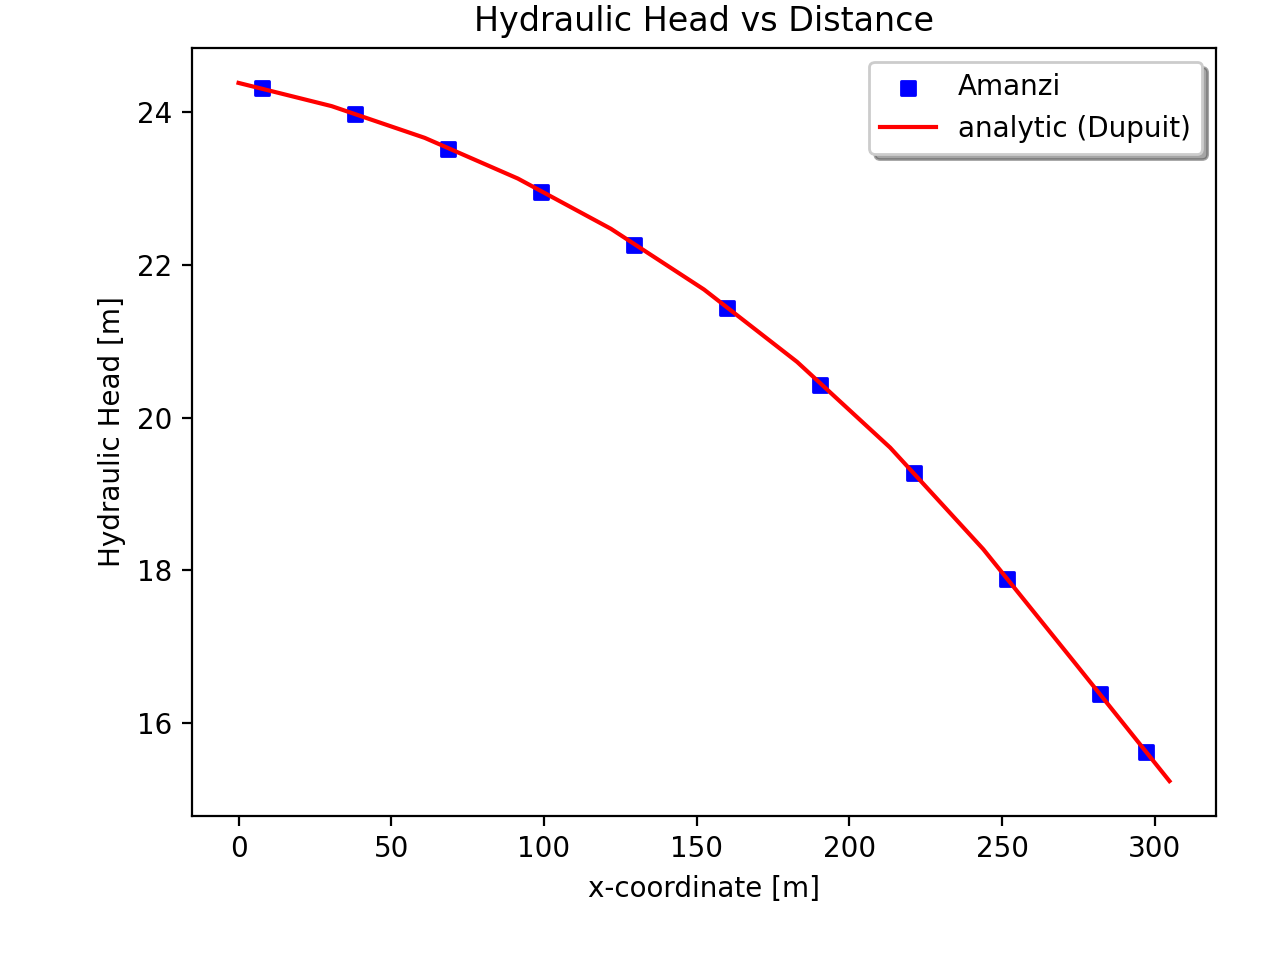 Hydraulic Head vs Distance
Amanzi
analytic (Dupuit)
24
22
20
18
16
Hydraulic Head [m]
0 50 100 150 200 250 300
x-coordinate [m]